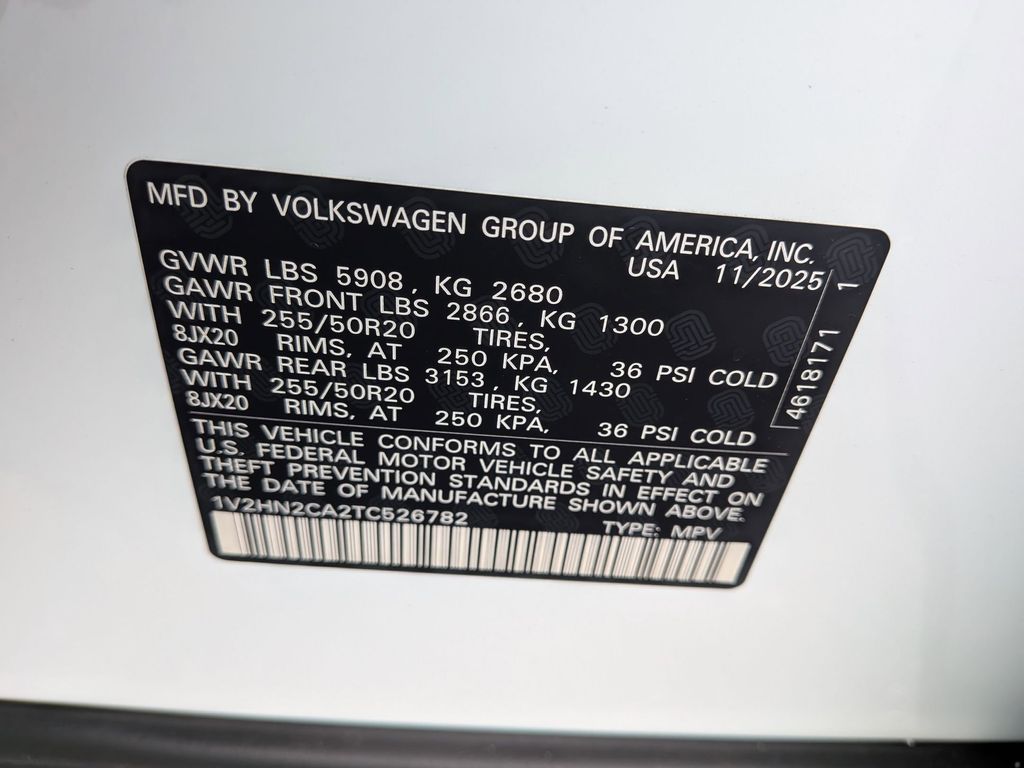 MFD BY VOLKSWAGEN GROUP OF AMERICA, INC.
USA 11/2025
GVWR LBS 5908, KG 2680
GAWR FRONT LBS 2866, KG 1300
WITH 255/50R20 TIRES,
8JX20 RIMS, AT 250 KPA, 36 PSI COLD
GAWR REAR LBS 3153, KG 1430
WITH 255/50R20 TIRES,
8JX20 RIMS, AT 250 KPA, 36 PSI COLD
THIS VEHICLE CONFORMS TO ALL APPLICABLE
U.S. FEDERAL MOTOR VEHICLE SAFETY AND
THEFT PREVENTION STANDARDS IN EFFECT ON
THE DATE OF MANUFACTURE SHOWN ABOVE.
1V2HN2CA2TC526782 TYPE: MPV
4618171 1